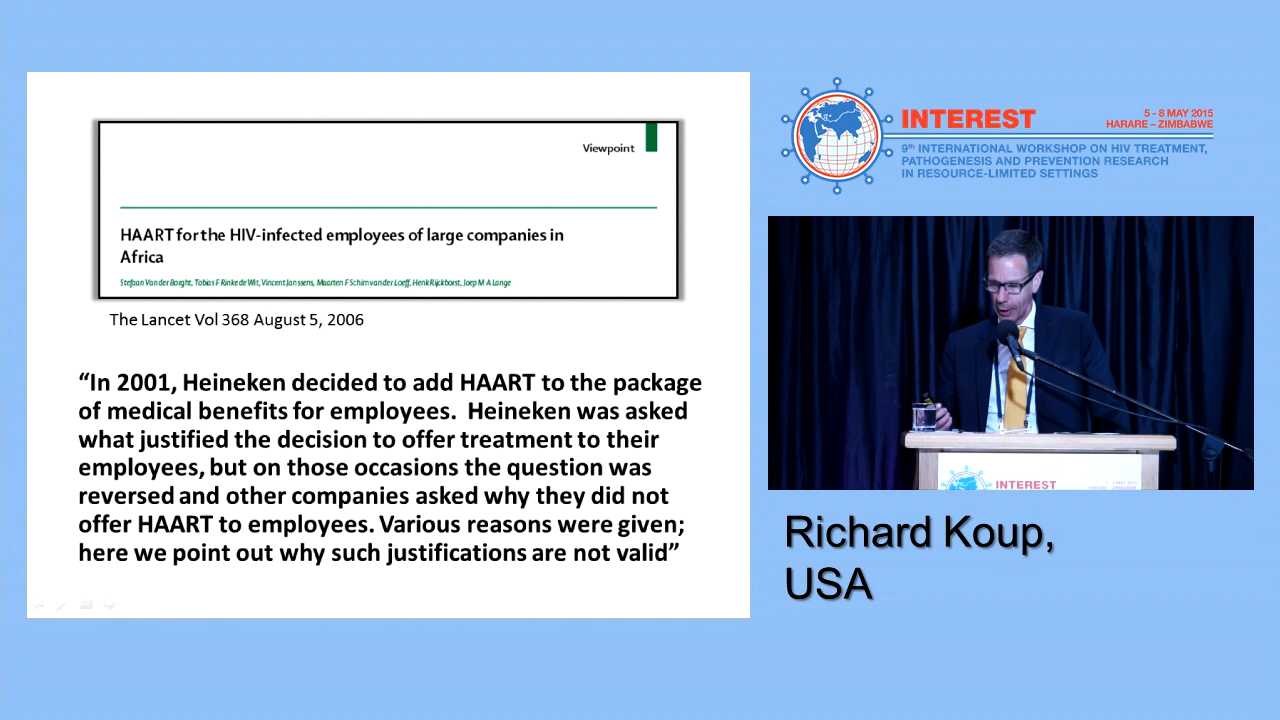 Viewpoint
HAART for the HIV-infected employees of large companies in
Africa
Stefaan Van der Borght, Tobias F Rinke de Wit, Vincent Janssens, Maarten F Schim van der Loeff, Henk Rijckborst, Joep M A Lange
The Lancet Vol 368 August 5, 2006
“In 2001, Heineken decided to add HAART to the package
of medical benefits for employees.  Heineken was asked
what justified the decision to offer treatment to their
employees, but on those occasions the question was
reversed and other companies asked why they did not
offer HAART to employees. Various reasons were given;
here we point out why such justifications are not valid”
INTEREST
5 - 8 MAY 2015
HARARE – ZIMBABWE
9th INTERNATIONAL WORKSHOP ON HIV TREATMENT,
PATHOGENESIS AND PREVENTION RESEARCH
IN RESOURCE-LIMITED SETTINGS
INTEREST
Richard Koup,
USA